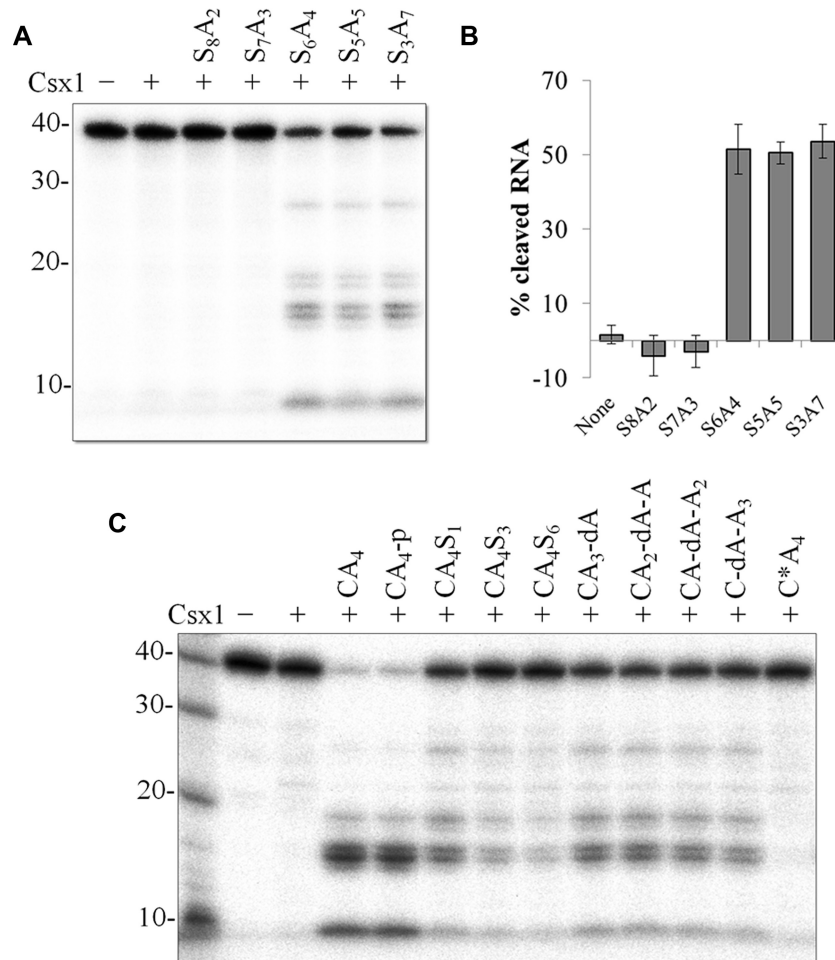 A
S₈A₂ S₇A₃ S₆A₄ S₅A₅ S₃A₇
Csx1 − + + + + + +
40-
30-
20-
10-
B
% cleaved RNA
70
50
30
10
-10
None S8A2 S7A3 S6A4 S5A5 S3A7
C
CA₄ CA₄-p CA₄S₁ CA₄S₃ CA₄S₆ CA₃-dA CA₂-dA-A CA-dA-A₂ C-dA-A₃ C*A₄
Csx1 − + + + + + + + + + + +
40-
30-
20-
10-